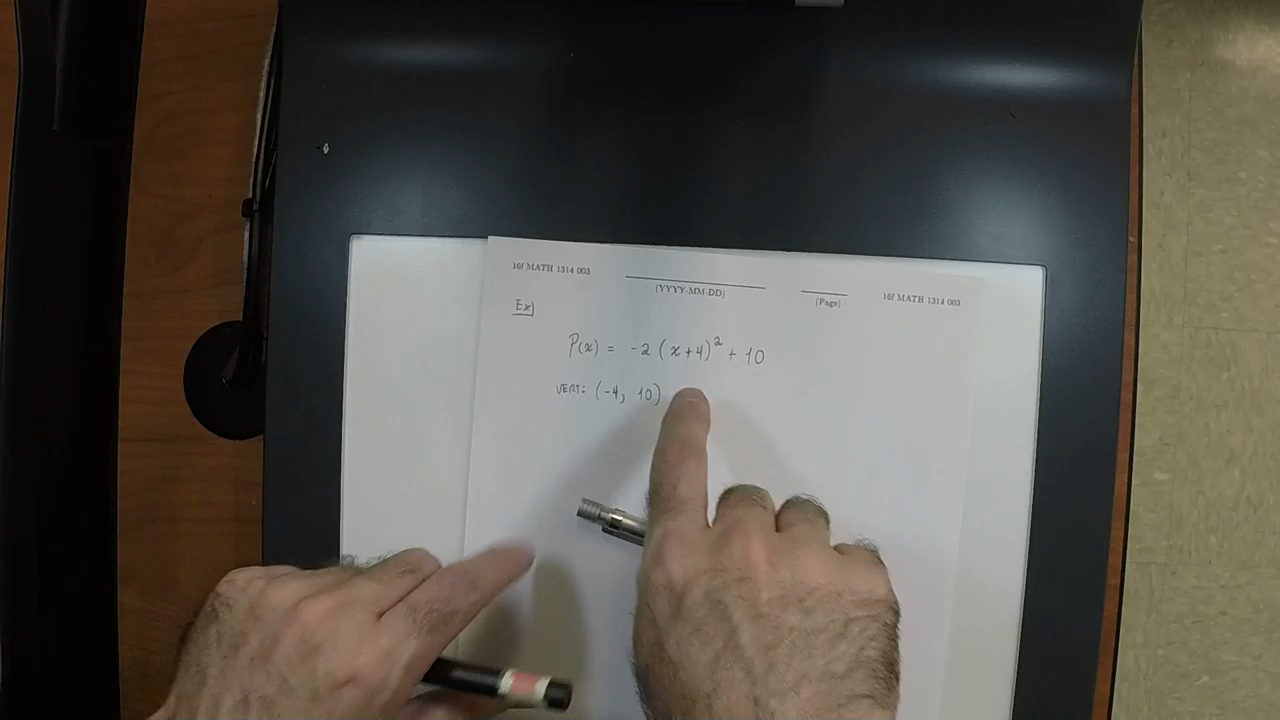 16f MATH 1314 003 (YYYY-MM-DD) (Page) 16f MATH 1314 003
Ex)
P(x) = -2 (x+4)² + 10
VERT: (-4, 10)